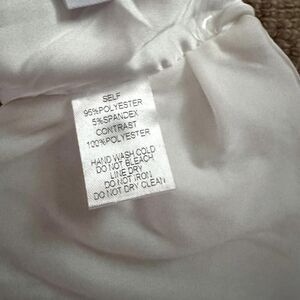 SELF
95%POLYESTER
5%SPANDEX
CONTRAST
100%POLYESTER
HAND WASH COLD
DO NOT BLEACH
LINE DRY
DO NOT IRON
DO NOT DRY CLEAN